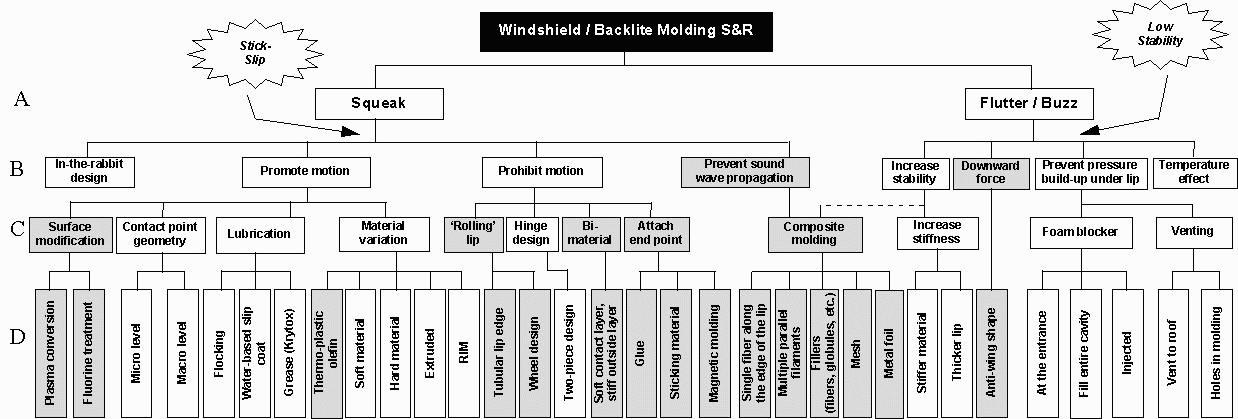 Windshield / Backlite Molding S&R
Stick-
Slip
Low
Stability
A
Squeak
Flutter / Buzz
B
In-the-rabbit
design
Promote motion
Prohibit motion
Prevent sound
wave propagation
Increase
stability
Downward
force
Prevent pressure
build-up under lip
Temperature
effect
C
Surface
modification
Contact point
geometry
Lubrication
Material
variation
‘Rolling’
lip
Hinge
design
Bi-
material
Attach
end point
Composite
molding
Increase
stiffness
Foam blocker
Venting
D
Plasma conversion
Fluorine treatment
Micro level
Macro level
Flocking
Water-based slip
coat
Grease (Krytox)
Thermo-plastic
olefin
Soft material
Hard material
Extruded
RIM
Tubular lip edge
Wheel design
Two-piece design
Soft contact layer,
stiff outside layer
Glue
Sticking material
Magnetic molding
Single fiber along
the edge of the lip
Multiple parallel
filaments
Fillers
(fibers, globules, etc.)
Mesh
Metal foil
Stiffer material
Thicker lip
Anti-wing shape
At the entrance
Fill entire cavity
Injected
Vent to roof
Holes in molding